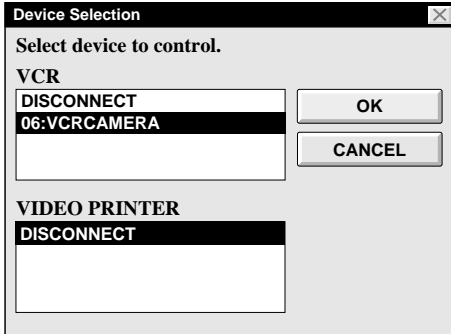 Device Selection
Select device to control.
VCR
DISCONNECT
06:VCRCAMERA
OK
CANCEL
VIDEO PRINTER
DISCONNECT